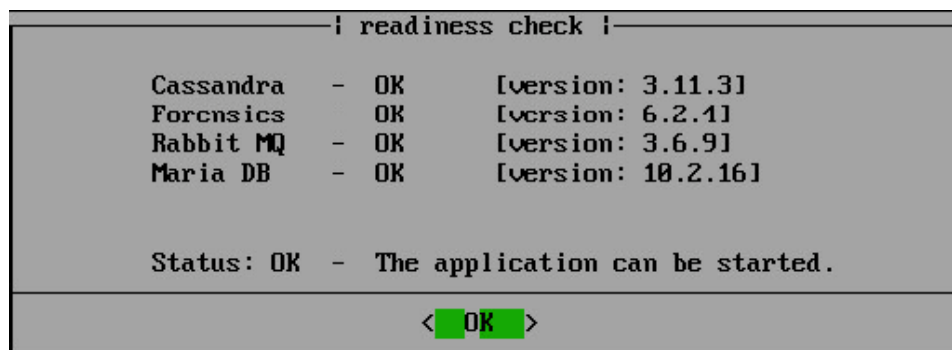 readiness check
Cassandra - OK [version: 3.11.3]
Forensics OK [version: 6.2.1]
Rabbit MQ - OK [version: 3.6.9]
Maria DB - OK [version: 10.2.16]
Status: OK - The application can be started.
< OK >